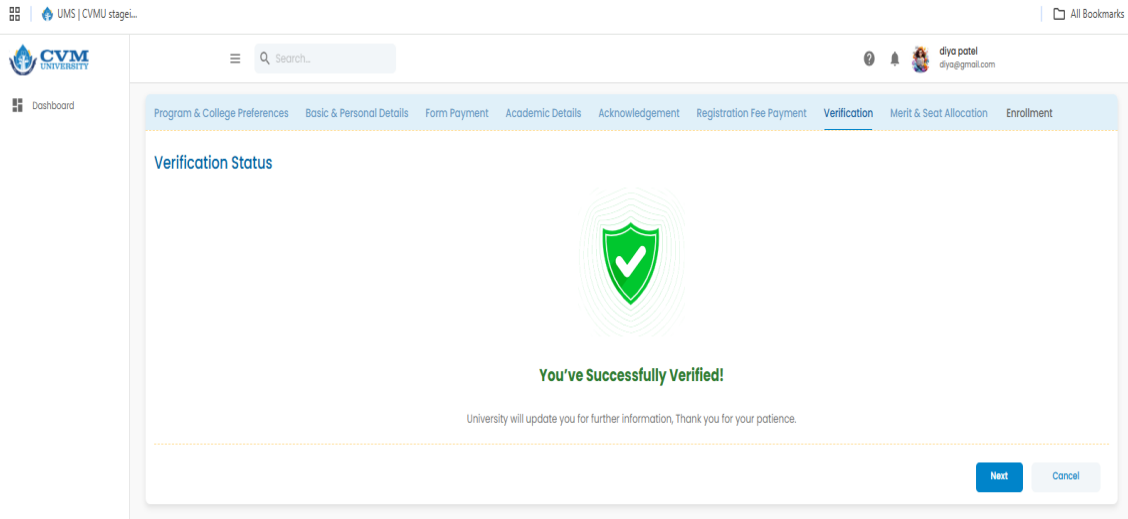 UMS | CVMU stagei...
All Bookmarks
CVM
UNIVERSITY
Search...
diya patel
diya@gmail.com
Dashboard
Program & College Preferences Basic & Personal Details Form Payment Academic Details Acknowledgement Registration Fee Payment Verification Merit & Seat Allocation Enrollment
Verification Status
You've Successfully Verified!
University will update you for further information, Thank you for your patience.
Next Cancel